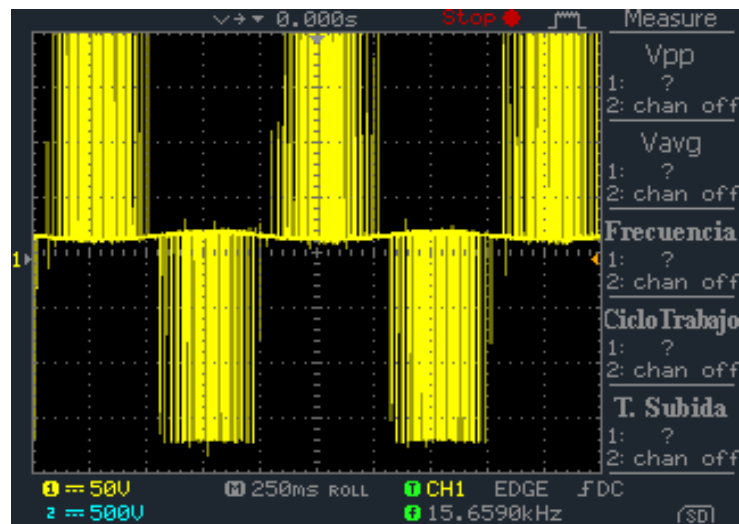 0.000s Stop Measure
Vpp
1: ?
2: chan off
Vavg
1: ?
2: chan off
Frecuencia
1: ?
2: chan off
CicloTrabajo
1: ?
2: chan off
T. Subida
1: ?
2: chan off
1
1 50V M 250ms ROLL T CH1 EDGE DC
2 500V f 15.6590kHz SD